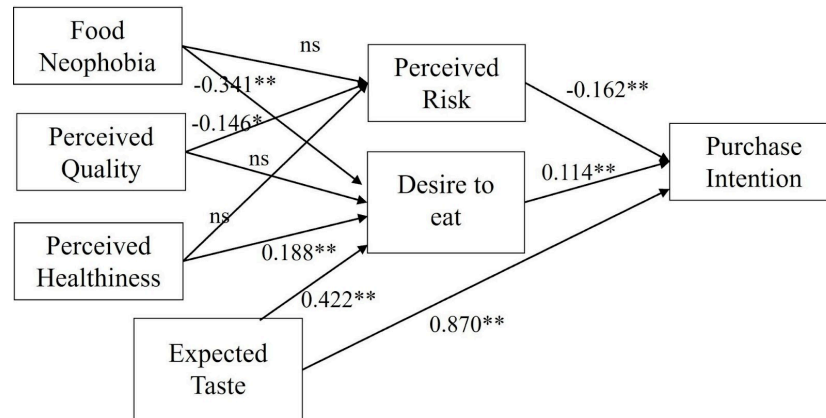 Food
Neophobia
ns
-0.341**
Perceived
Risk
-0.162**
Perceived
Quality
-0.146*
ns
Desire to
eat
0.114**
Purchase
Intention
Perceived
Healthiness
ns
0.188**
0.422**
0.870**
Expected
Taste